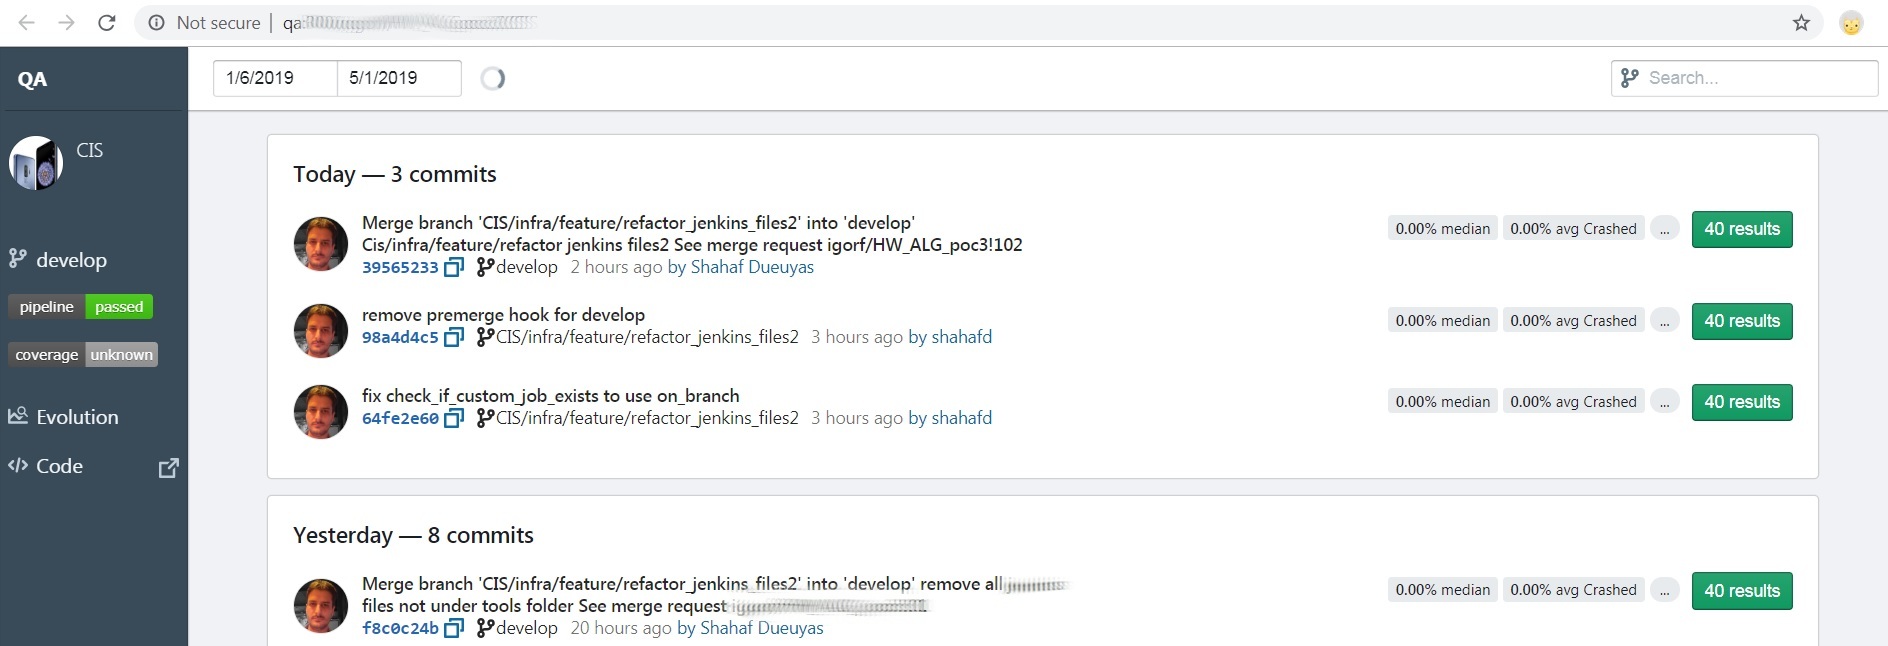 Not secure | qa
QA
1/6/2019 5/1/2019
Search...
CIS
develop
pipeline passed
coverage unknown
Evolution
Code
Today — 3 commits
Merge branch 'CIS/infra/feature/refactor_jenkins_files2' into 'develop'
Cis/infra/feature/refactor jenkins files2 See merge request igorf/HW_ALG_poc3!102
39565233 develop 2 hours ago by Shahaf Dueuyas
0.00% median 0.00% avg Crashed ... 40 results
remove premerge hook for develop
98a4d4c5 CIS/infra/feature/refactor_jenkins_files2 3 hours ago by shahafd
0.00% median 0.00% avg Crashed ... 40 results
fix check_if_custom_job_exists to use on_branch
64fe2e60 CIS/infra/feature/refactor_jenkins_files2 3 hours ago by shahafd
0.00% median 0.00% avg Crashed ... 40 results
Yesterday — 8 commits
Merge branch 'CIS/infra/feature/refactor_jenkins_files2' into 'develop' remove all
files not under tools folder See merge request
f8c0c24b develop 20 hours ago by Shahaf Dueuyas
0.00% median 0.00% avg Crashed ... 40 results